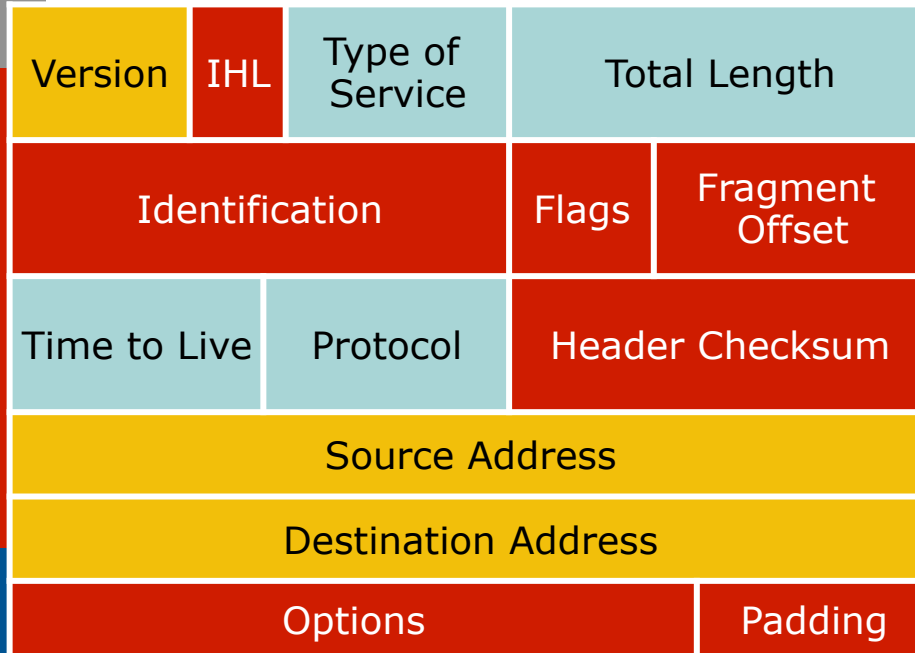 Version
IHL
Type of
Service
Total Length
Identification
Flags
Fragment
Offset
Time to Live
Protocol
Header Checksum
Source Address
Destination Address
Options
Padding